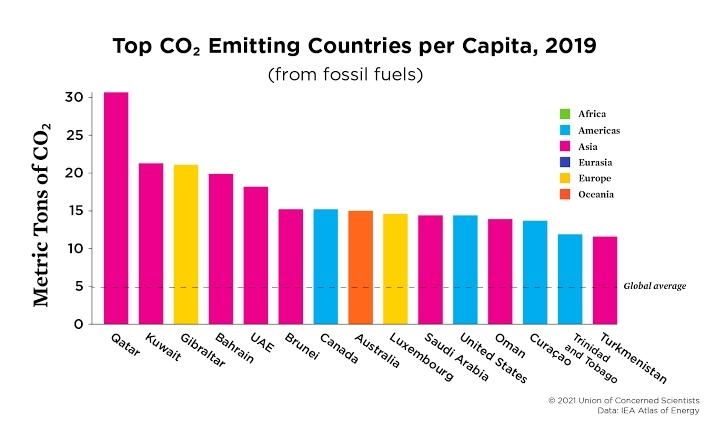 Top CO₂ Emitting Countries per Capita, 2019
(from fossil fuels)
Metric Tons of CO₂
30
25
20
15
10
5
0
Africa
Americas
Asia
Eurasia
Europe
Oceania
Global average
Qatar
Kuwait
Gibraltar
Bahrain
UAE
Brunei
Canada
Australia
Luxembourg
Saudi Arabia
United States
Oman
Curaçao
Trinidad
and Tobago
Turkmenistan
© 2021 Union of Concerned Scientists
Data: IEA Atlas of Energy